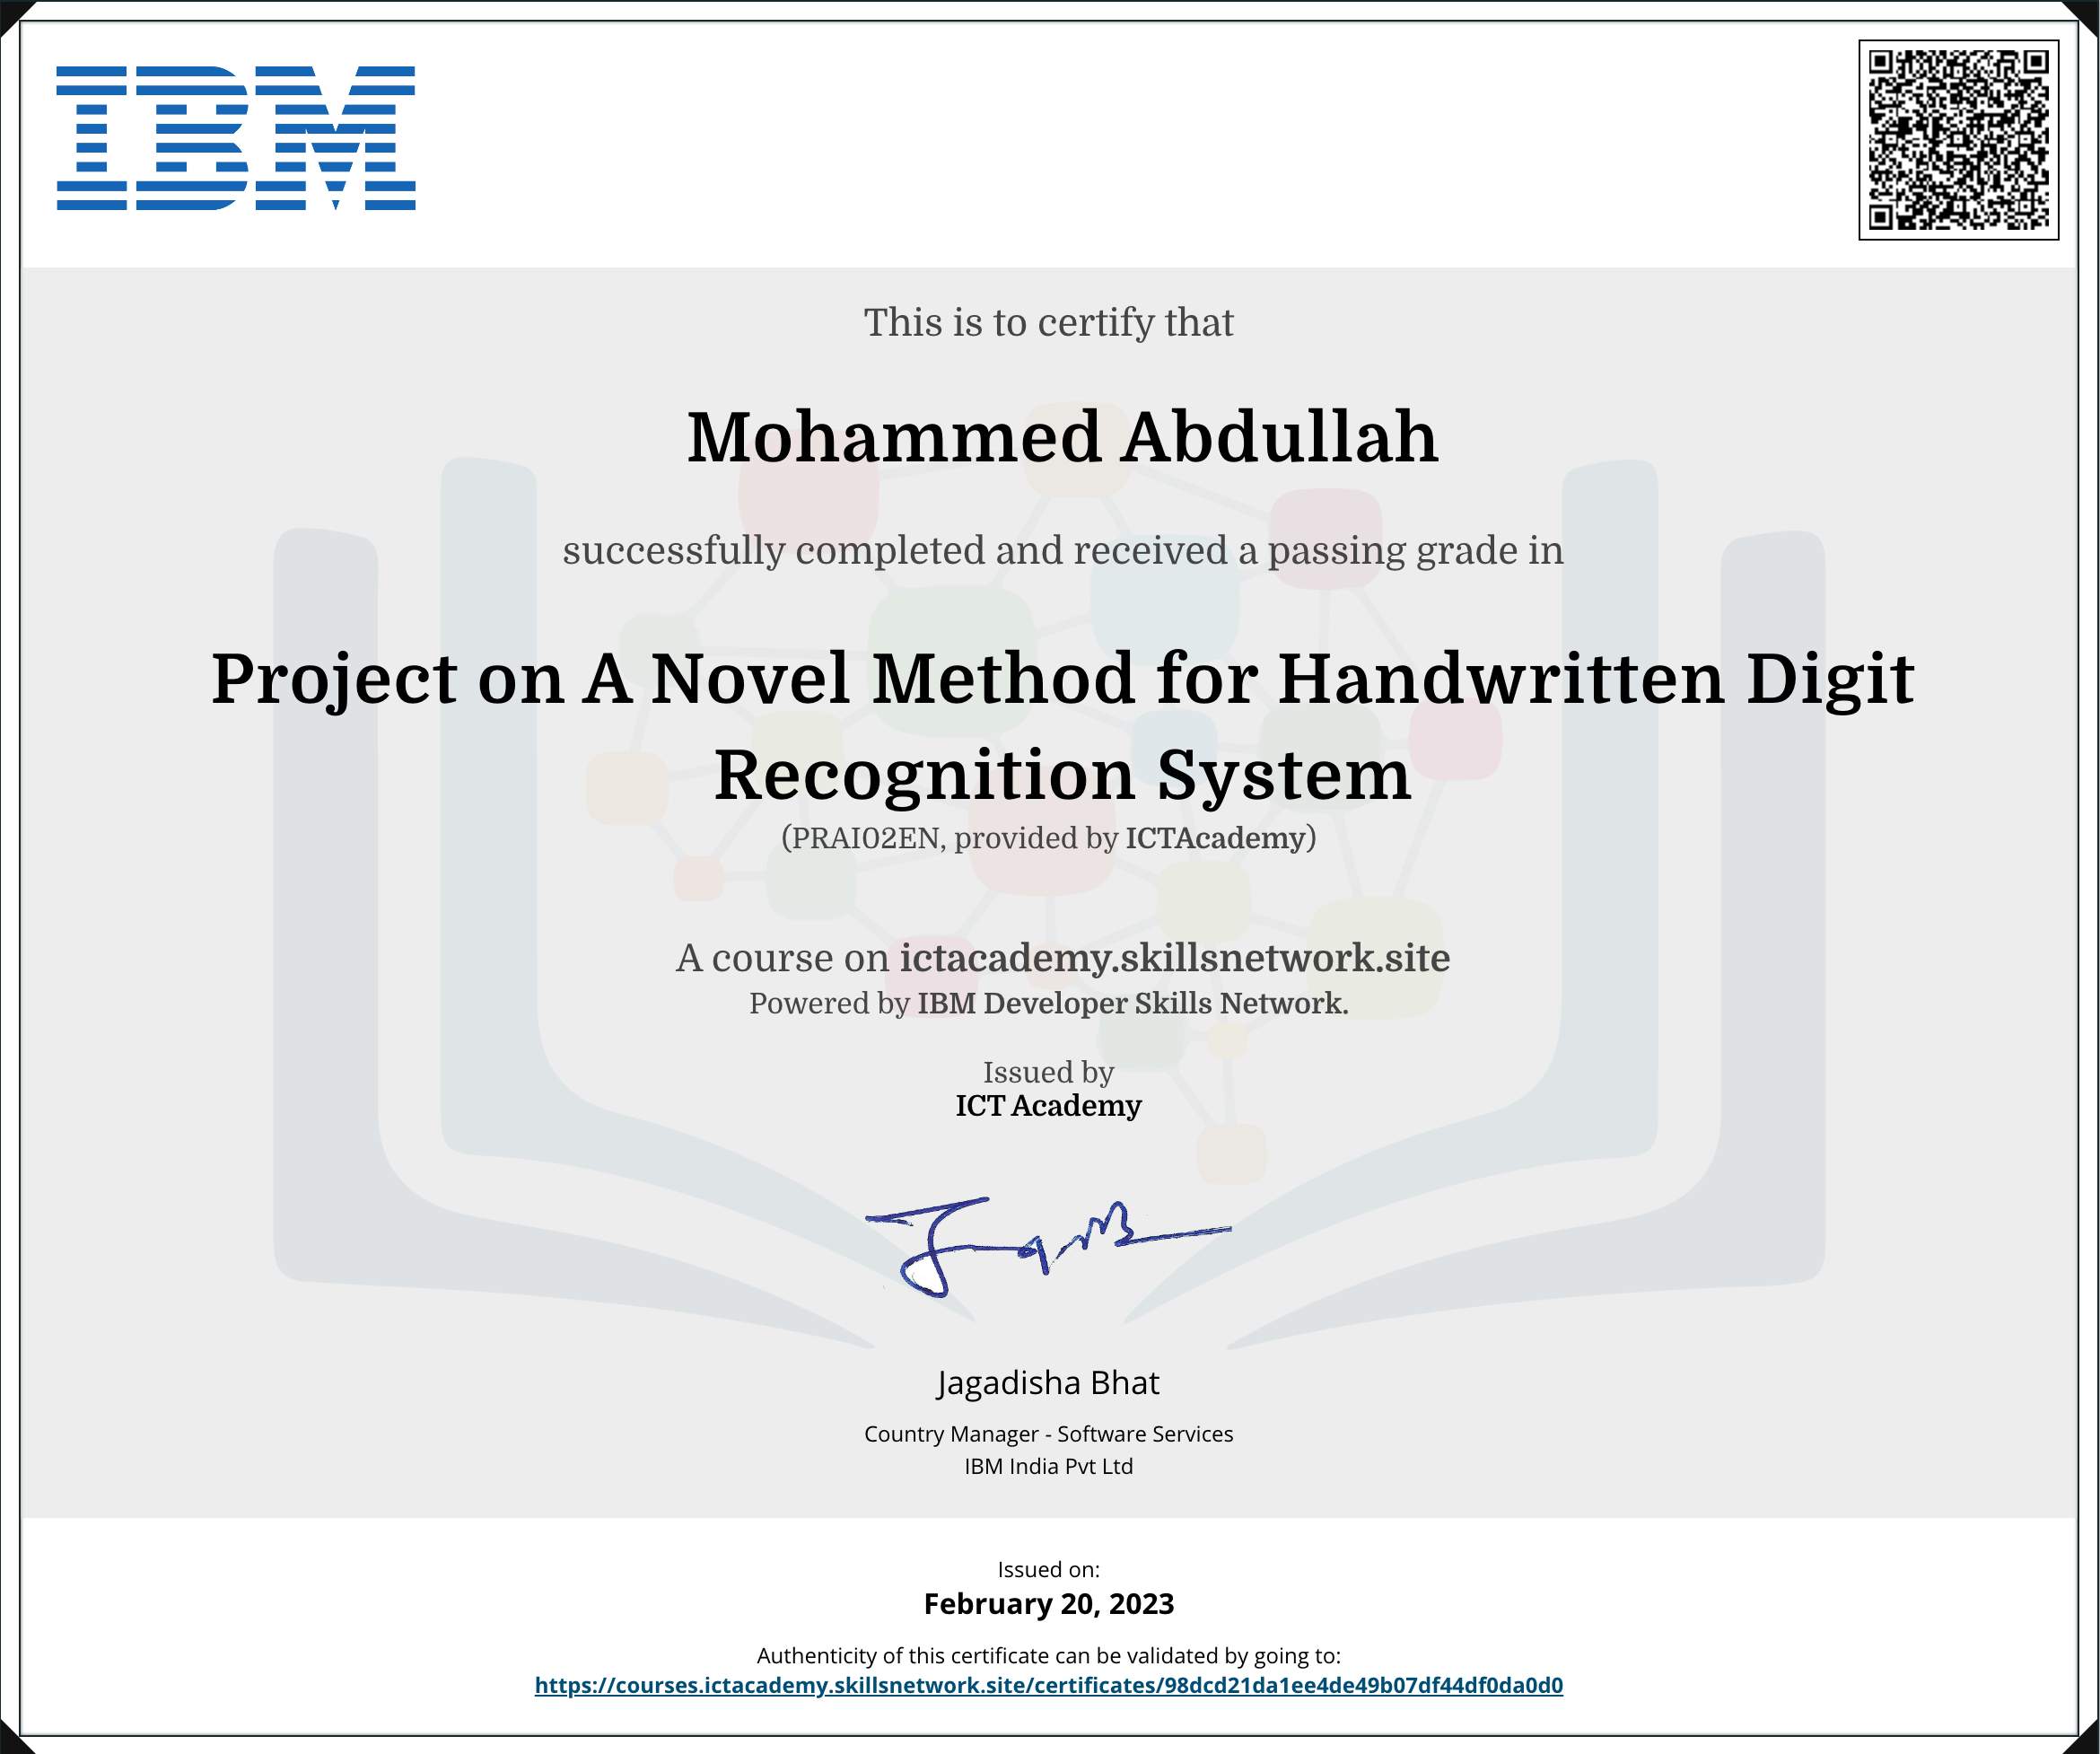 IBM
This is to certify that
Mohammed Abdullah
successfully completed and received a passing grade in
Project on A Novel Method for Handwritten Digit
Recognition System
(PRAI02EN, provided by ICTAcademy)
A course on ictacademy.skillsnetwork.site
Powered by IBM Developer Skills Network.
Issued by
ICT Academy
Jagadisha Bhat
Country Manager - Software Services
IBM India Pvt Ltd
Issued on:
February 20, 2023
Authenticity of this certificate can be validated by going to:
https://courses.ictacademy.skillsnetwork.site/certificates/98dcd21da1ee4de49b07df44df0da0d0